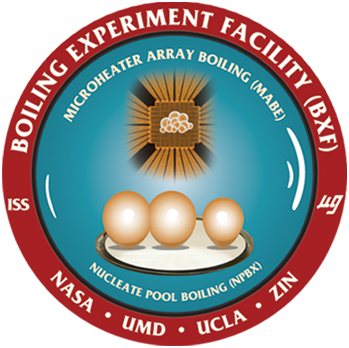 BOILING EXPERIMENT FACILITY (BXF)
MICROHEATER ARRAY BOILING (MABE)
ISS
μg
NUCLEATE POOL BOILING (NPBX)
NASA • UMD • UCLA • ZIN